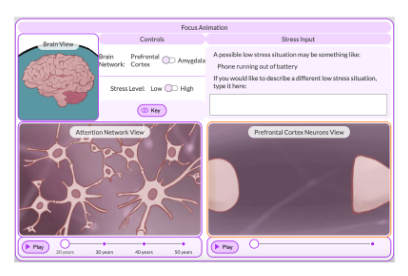 Focus Animation
Brain View
Controls
Brain Network: Prefrontal Cortex Amygdala
Stress Level: Low High
Key
Stress Input
A possible low stress situation may be something like:
Phone running out of battery
If you would like to describe a different low stress situation,
type it here:
Attention Network View
Prefrontal Cortex Neurons View
Play
20 years
30 years
40 years
50 years
Play